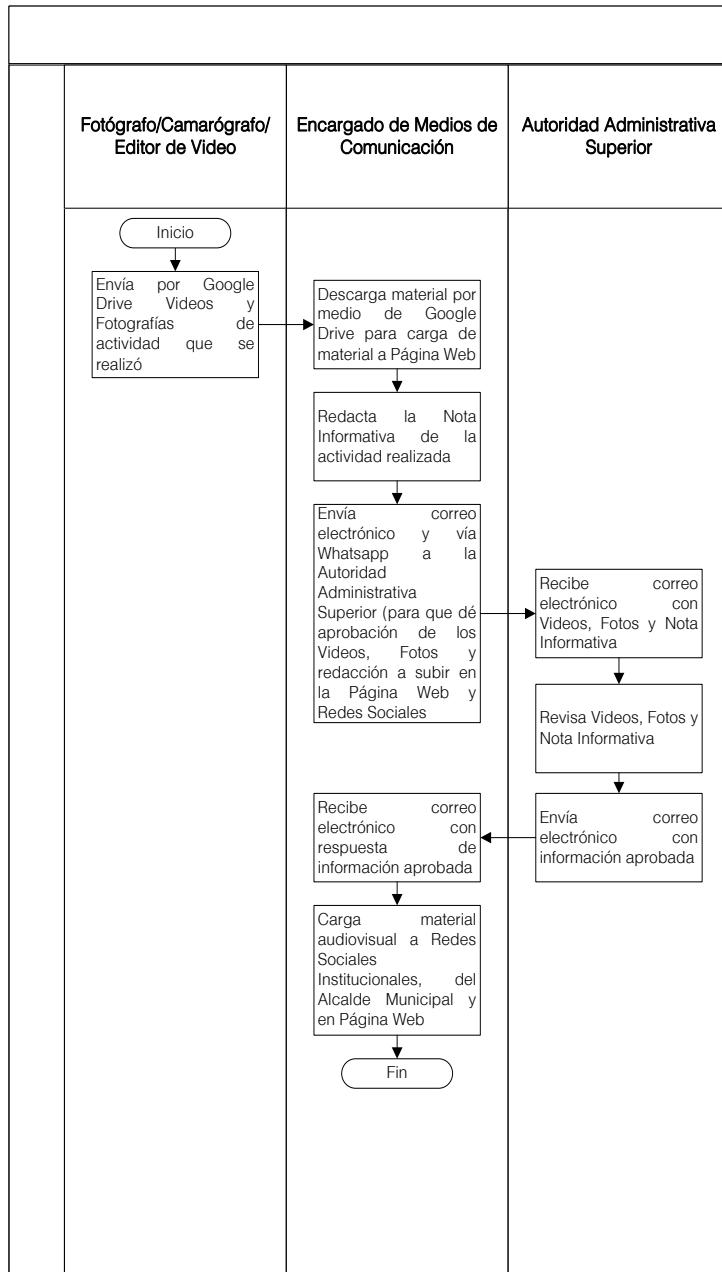 Fotógrafo/Camarógrafo/
Editor de Video
Encargado de Medios de
Comunicación
Autoridad Administrativa
Superior
Inicio
Envía por Google
Drive Videos y
Fotografías de
actividad que se
realizó
Descarga material por
medio de Google
Drive para carga de
material a Página Web
Redacta la Nota
Informativa de la
actividad realizada
Envía correo
electrónico y vía
Whatsapp a la
Autoridad
Administrativa
Superior (para que dé
aprobación de los
Videos, Fotos y
redacción a subir en
la Página Web y
Redes Sociales
Recibe correo
electrónico con
Videos, Fotos y Nota
Informativa
Revisa Videos, Fotos y
Nota Informativa
Envía correo
electrónico con
información aprobada
Recibe correo
electrónico con
respuesta de
información aprobada
Carga material
audiovisual a Redes
Sociales
Institucionales, del
Alcalde Municipal y
en Página Web
Fin